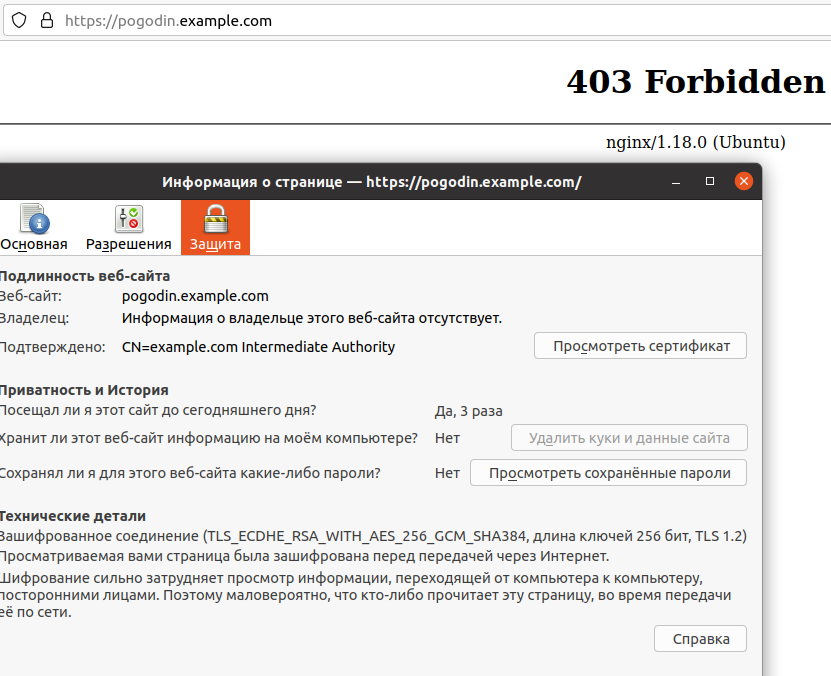 https://pogodin.example.com
403 Forbidden
nginx/1.18.0 (Ubuntu)
Информация о странице — https://pogodin.example.com/
Основная Разрешения Защита
Подлинность веб-сайта
Веб-сайт: pogodin.example.com
Владелец: Информация о владельце этого веб-сайта отсутствует.
Подтверждено: CN=example.com Intermediate Authority Просмотреть сертификат
Приватность и История
Посещал ли я этот сайт до сегодняшнего дня? Да, 3 раза
Хранит ли этот веб-сайт информацию на моём компьютере? Нет Удалить куки и данные сайта
Сохранял ли я для этого веб-сайта какие-либо пароли? Нет Просмотреть сохранённые пароли
Технические детали
Зашифрованное соединение (TLS_ECDHE_RSA_WITH_AES_256_GCM_SHA384, длина ключей 256 бит, TLS 1.2)
Просматриваемая вами страница была зашифрована перед передачей через Интернет.
Шифрование сильно затрудняет просмотр информации, переходящей от компьютера к компьютеру,
посторонними лицами. Поэтому маловероятно, что кто-либо прочитает эту страницу, во время передачи
её по сети.
Справка